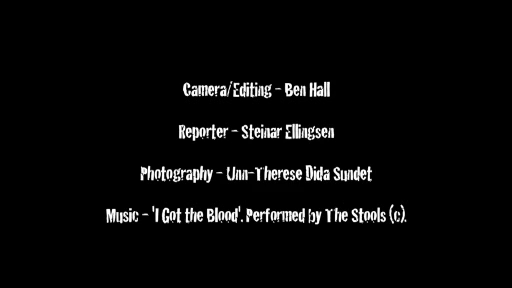 Camera/Editing - Ben Hall
Reporter - Steinar Ellingsen
Photography - Unn-Therese Dida Sundet
Music - 'I Got the Blood'. Performed by The Stools (c).